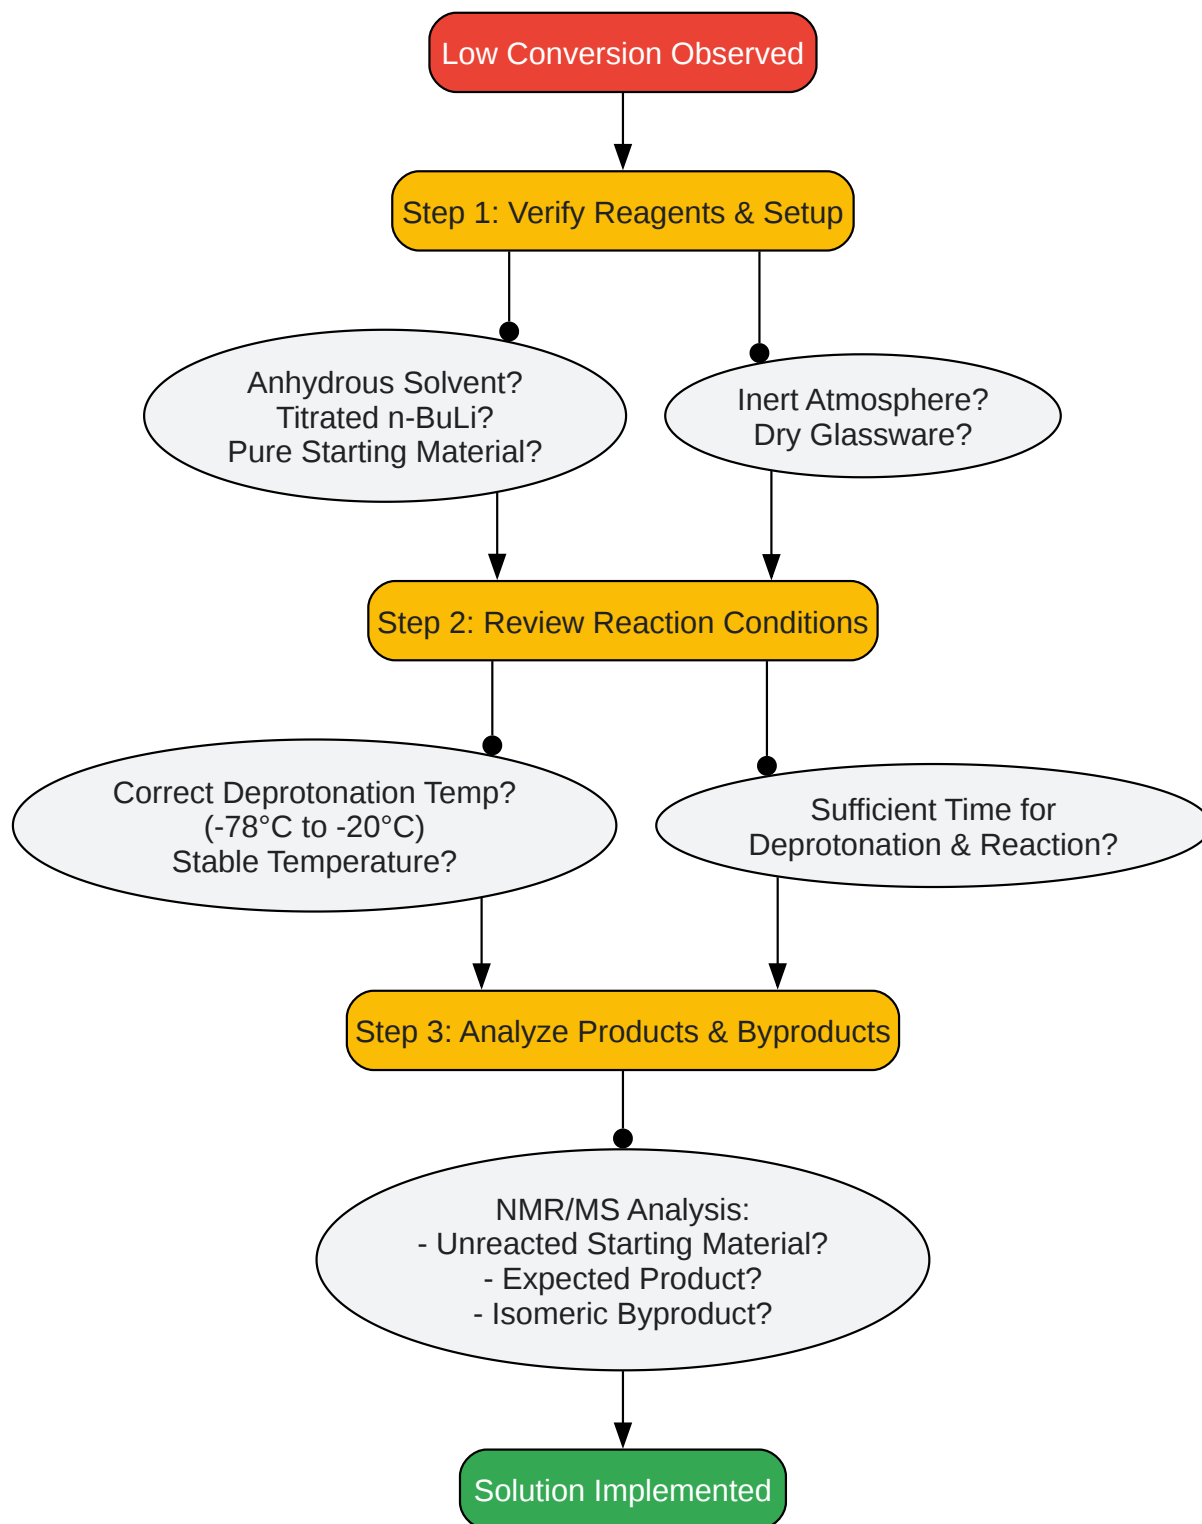 Low Conversion Observed
Step 1: Verify Reagents & Setup
Anhydrous Solvent?
Titrated n-BuLi?
Pure Starting Material?
Inert Atmosphere?
Dry Glassware?
Step 2: Review Reaction Conditions
Correct Deprotonation Temp?
(-78°C to -20°C)
Stable Temperature?
Sufficient Time for
Deprotonation & Reaction?
Step 3: Analyze Products & Byproducts
NMR/MS Analysis:
- Unreacted Starting Material?
- Expected Product?
- Isomeric Byproduct?
Solution Implemented